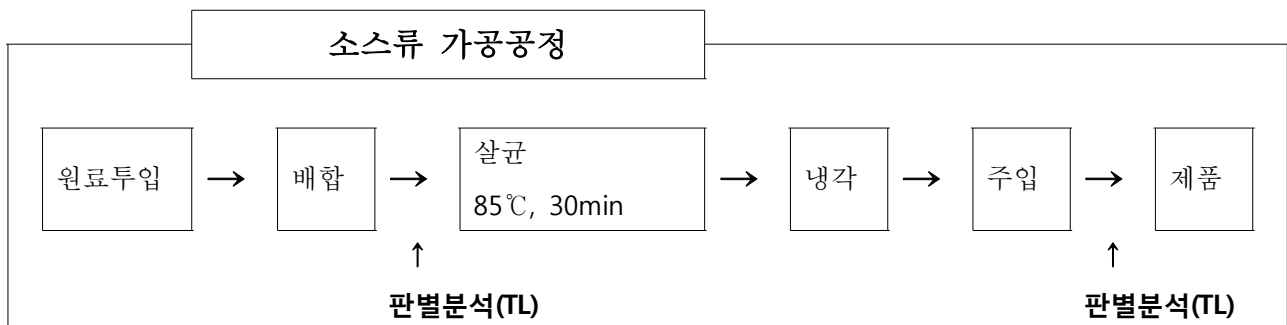 소스류 가공공정
원료투입 → 배합 → 살균 → 냉각 → 주입 → 제품
85℃, 30min
↑ ↑
판별분석(TL) 판별분석(TL)